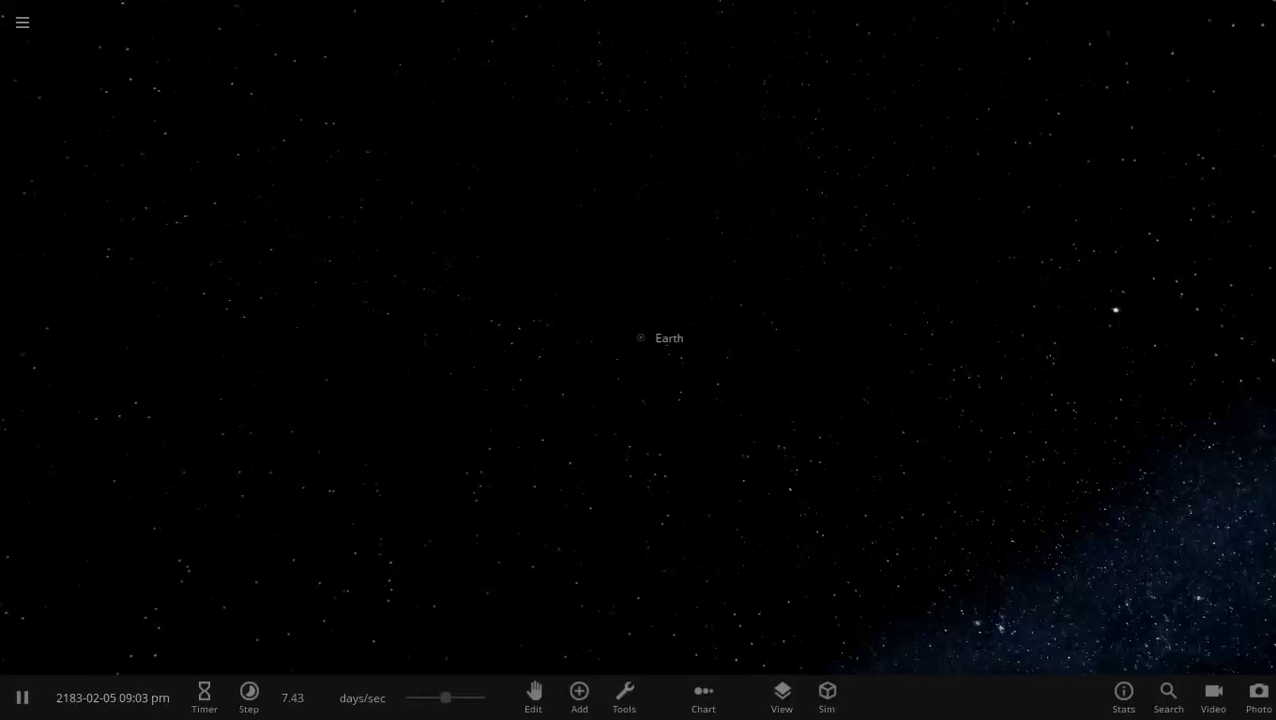 Earth
2183-02-05 09:03 pm
Timer
Step
7.43
days/sec
Edit
Add
Tools
Chart
View
Sim
Stats
Search
Video
Photo